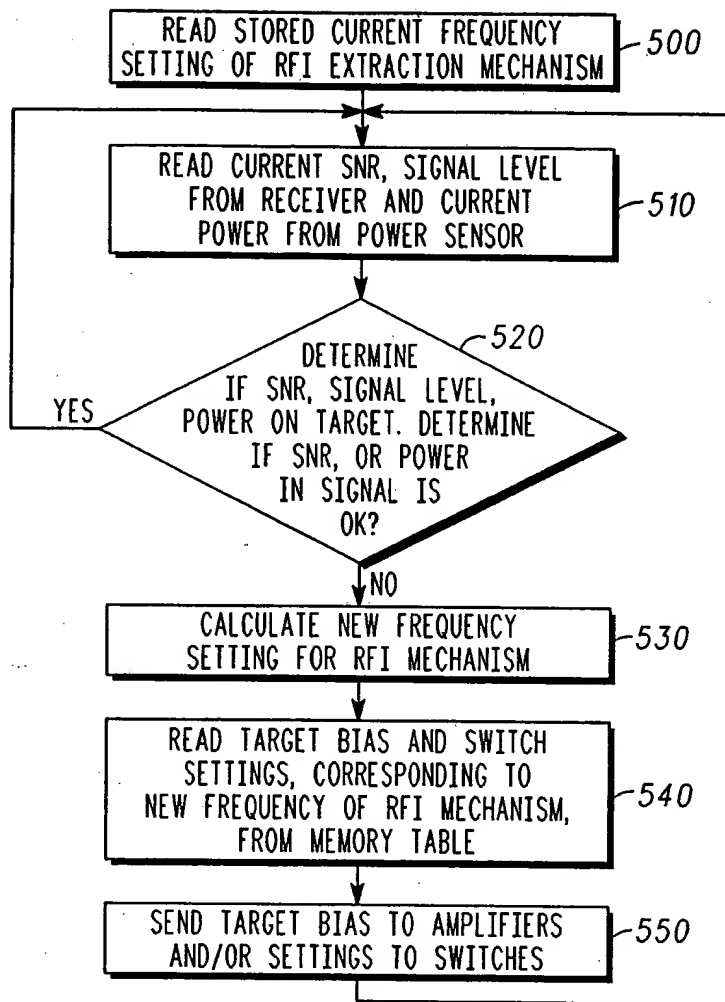 READ STORED CURRENT FREQUENCY
SETTING OF RFI EXTRACTION MECHANISM
500
READ CURRENT SNR, SIGNAL LEVEL
FROM RECEIVER AND CURRENT
POWER FROM POWER SENSOR
510
520
DETERMINE
IF SNR, SIGNAL LEVEL,
POWER ON TARGET. DETERMINE
IF SNR, OR POWER
IN SIGNAL IS
OK?
YES
NO
CALCULATE NEW FREQUENCY
SETTING FOR RFI MECHANISM
530
READ TARGET BIAS AND SWITCH
SETTINGS, CORRESPONDING TO
NEW FREQUENCY OF RFI MECHANISM,
FROM MEMORY TABLE
540
SEND TARGET BIAS TO AMPLIFIERS
AND/OR SETTINGS TO SWITCHES
550